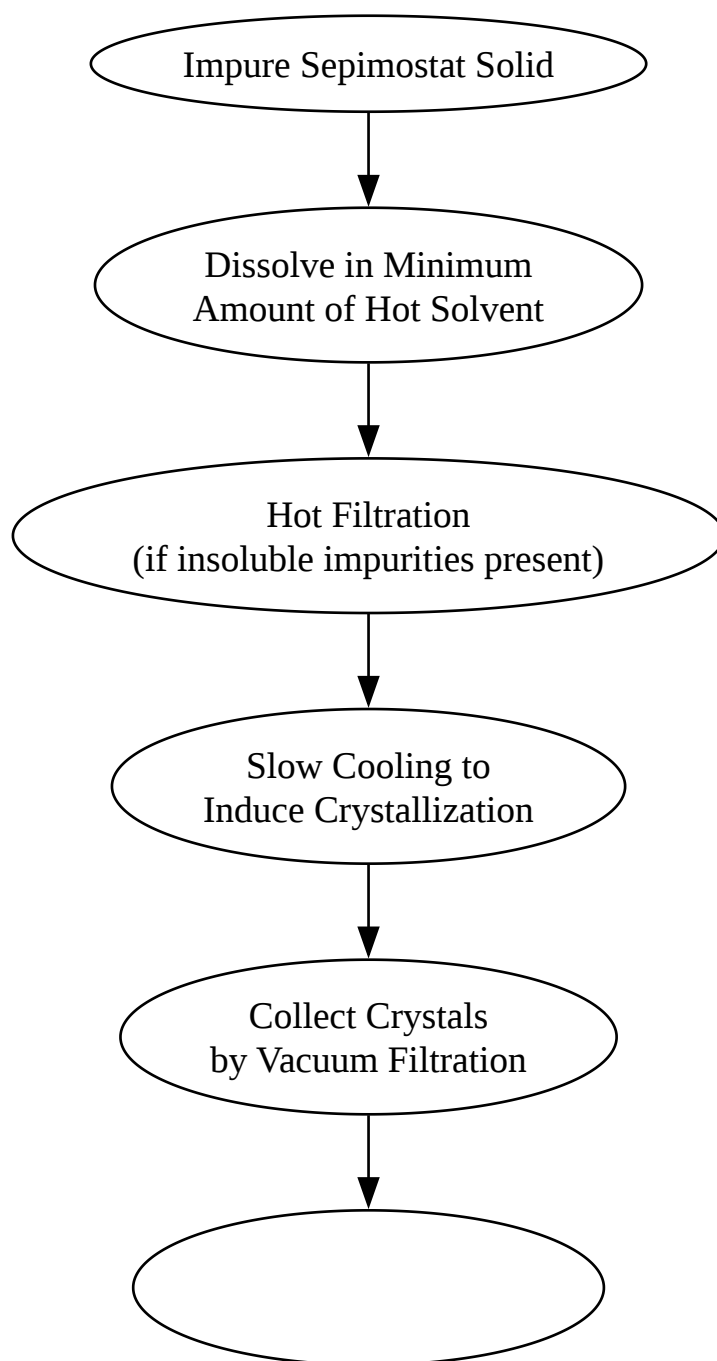 Impure Sepimostat Solid
Dissolve in Minimum
Amount of Hot Solvent
Hot Filtration
(if insoluble impurities present)
Slow Cooling to
Induce Crystallization
Collect Crystals
by Vacuum Filtration